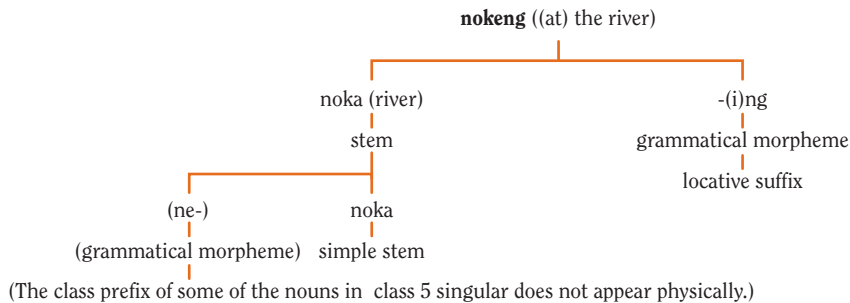 nokeng ((at) the river)
noka (river) -(i)ng
stem grammatical morpheme
locative suffix
(ne-) noka
(grammatical morpheme) simple stem
(The class prefix of some of the nouns in class 5 singular does not appear physically.)